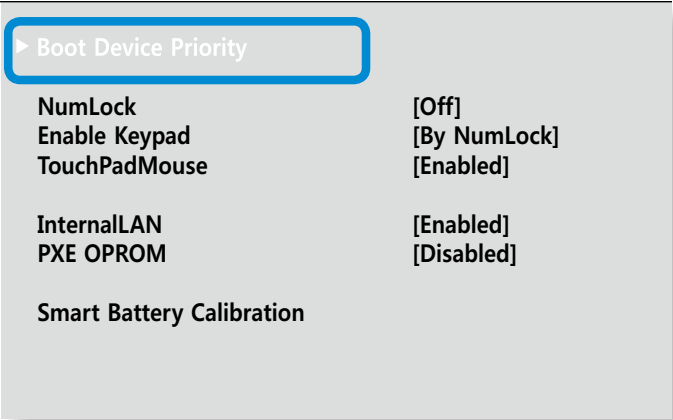 Boot Device Priority
NumLock [Off]
Enable Keypad [By NumLock]
TouchPadMouse [Enabled]
InternalLAN [Enabled]
PXE OPROM [Disabled]
Smart Battery Calibration